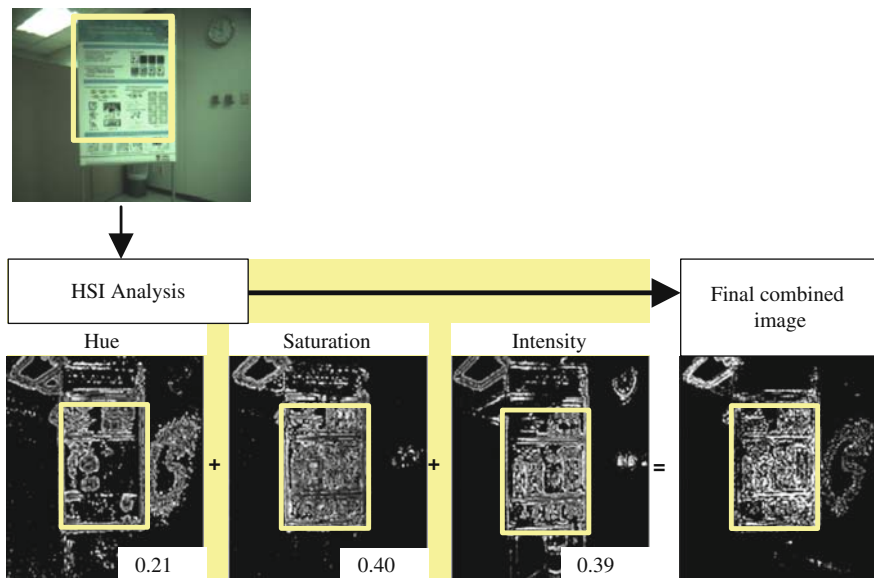 HSI Analysis
Final combined
image
Hue
Saturation
Intensity
+
+
=
0.21
0.40
0.39